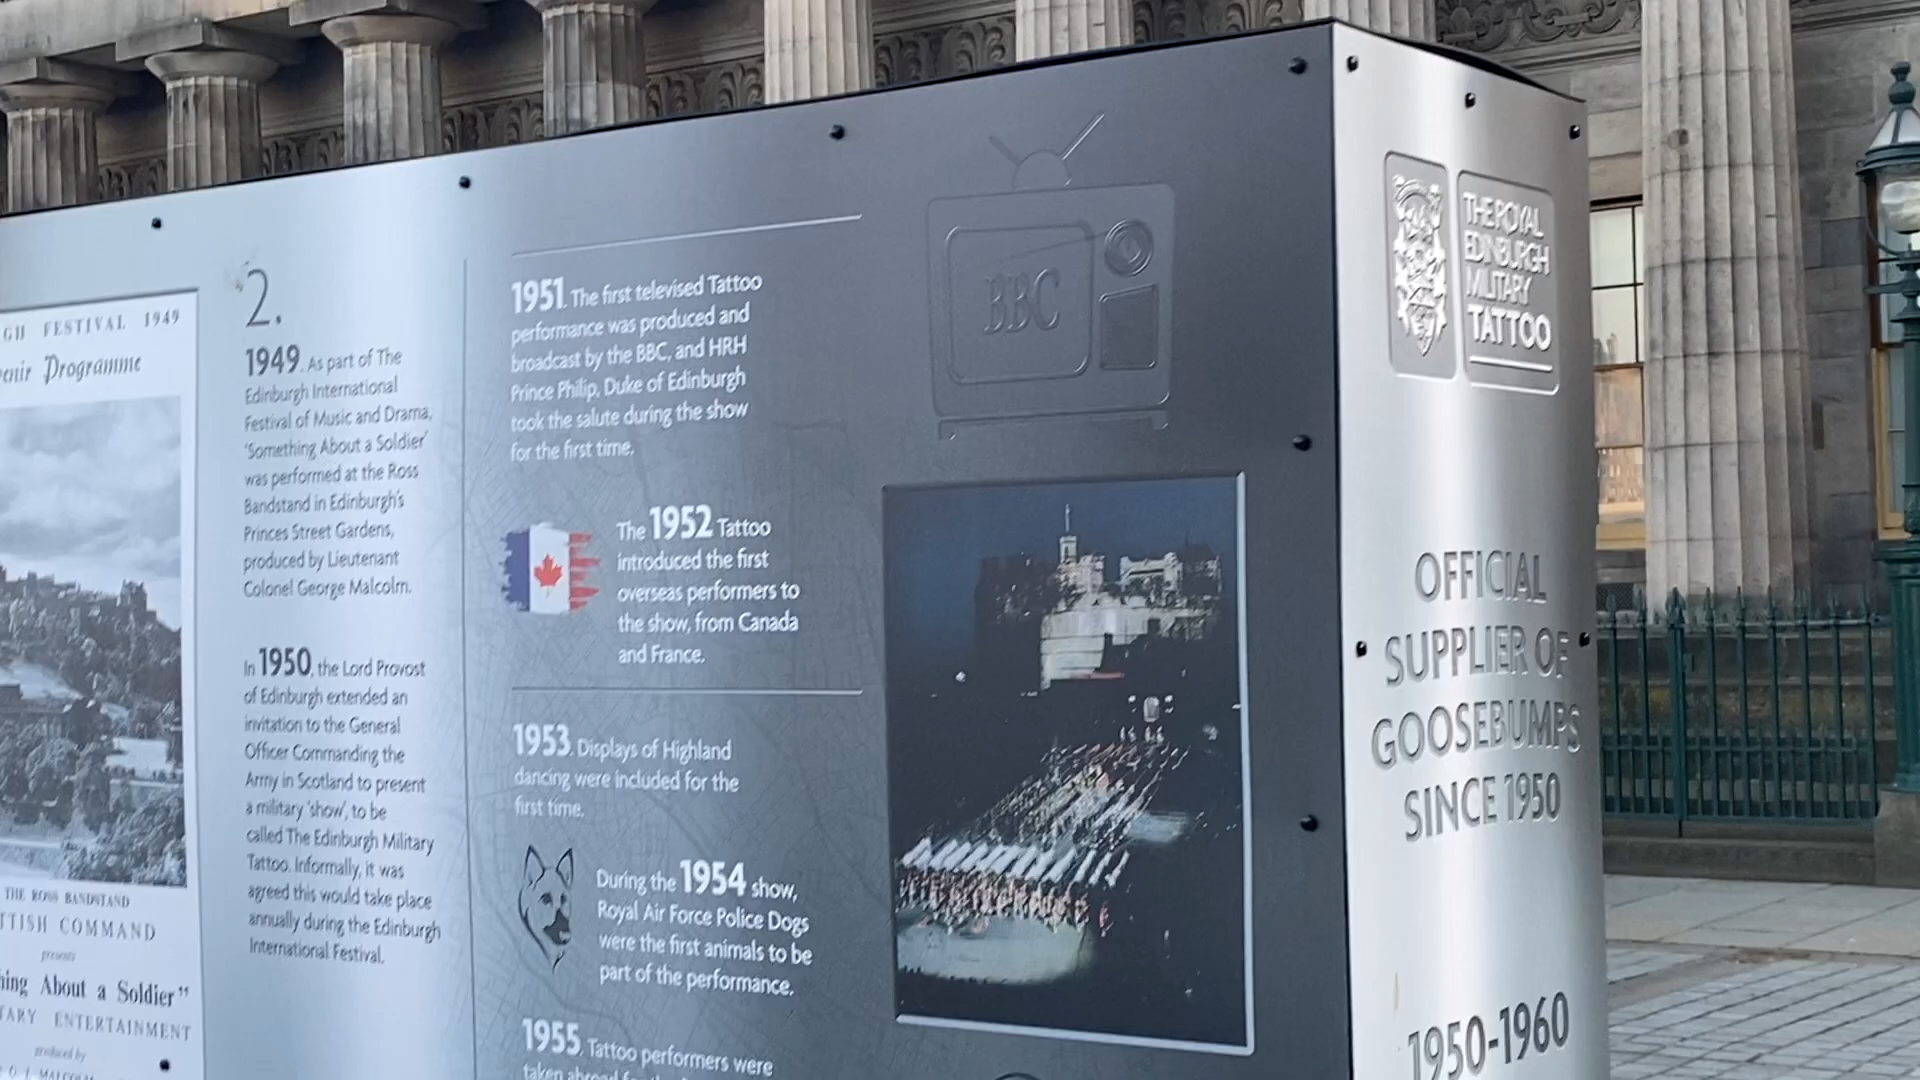 FESTIVAL 1949
Programme
THE ROSS BANDSTAND
COMMAND
presents
About a Soldier”
ENTERTAINMENT
produced by
2.
1949. As part of The
Edinburgh International
Festival of Music and Drama,
‘Something About a Soldier’
was performed at the Ross
Bandstand in Edinburgh’s
Princes Street Gardens,
produced by Lieutenant
Colonel George Malcolm.
In 1950, the Lord Provost
of Edinburgh extended an
invitation to the General
Officer Commanding the
Army in Scotland to present
a military ‘show’, to be
called The Edinburgh Military
Tattoo. Informally, it was
agreed this would take place
annually during the Edinburgh
International Festival.
1951. The first televised Tattoo
performance was produced and
broadcast by the BBC, and HRH
Prince Philip, Duke of Edinburgh
took the salute during the show
for the first time.
The 1952 Tattoo
introduced the first
overseas performers to
the show, from Canada
and France.
1953. Displays of Highland
dancing were included for the
first time.
During the 1954 show,
Royal Air Force Police Dogs
were the first animals to be
part of the performance.
1955. Tattoo performers were
taken
BBC
THE ROYAL
EDINBURGH
MILITARY
TATTOO
OFFICIAL
SUPPLIER OF
GOOSEBUMPS
SINCE 1950
1950-1960